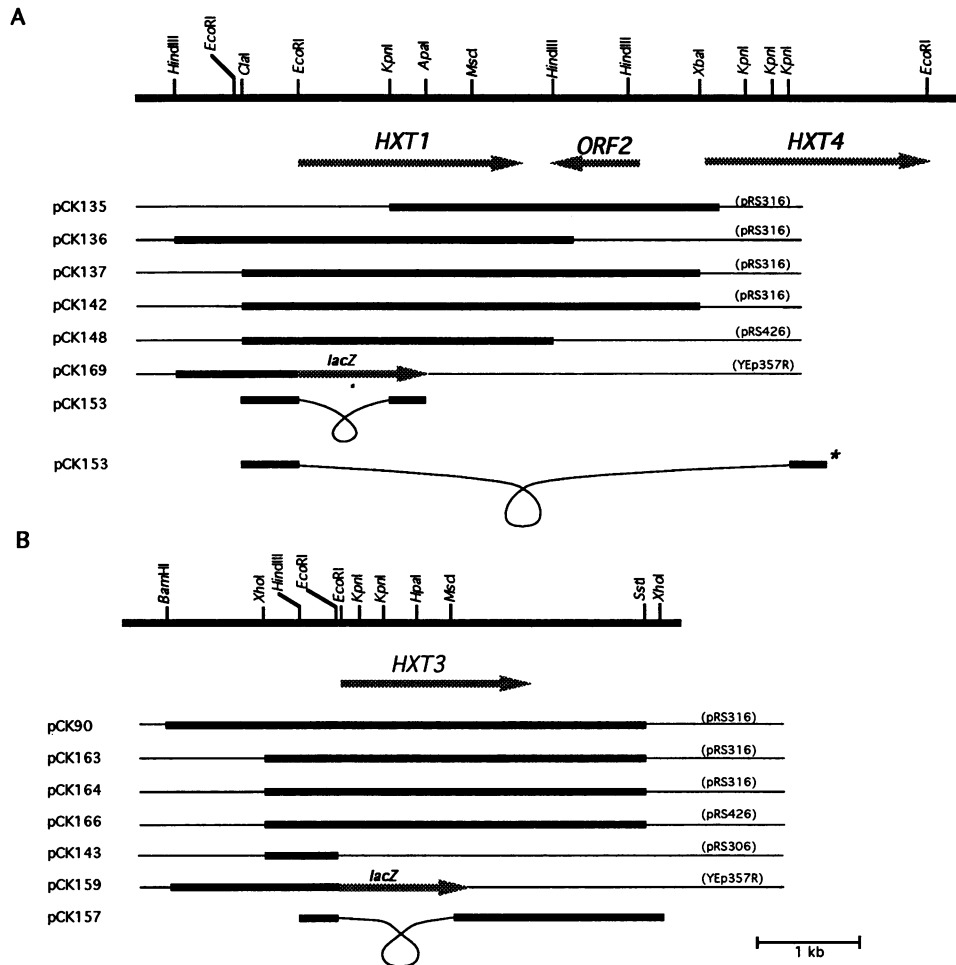 A
HindIII
EcoRI
ClaI
EcoRI
KpnI
ApaI
MscI
HindIII
HindIII
XbaI
KpnI
KpnI
KpnI
EcoRI
HXT1
ORF2
HXT4
pCK135 (pRS316)
pCK136 (pRS316)
pCK137 (pRS316)
pCK142 (pRS316)
pCK148 (pRS426)
pCK169 lacZ (YEp357R)
pCK153
pCK153 *
B
BamHI
XhoI
HindIII
EcoRI
EcoRI
KpnI
KpnI
HpaI
MscI
SstI
XhoI
HXT3
pCK90 (pRS316)
pCK163 (pRS316)
pCK164 (pRS316)
pCK166 (pRS426)
pCK143 (pRS306)
pCK159 lacZ (YEp357R)
pCK157
1 kb